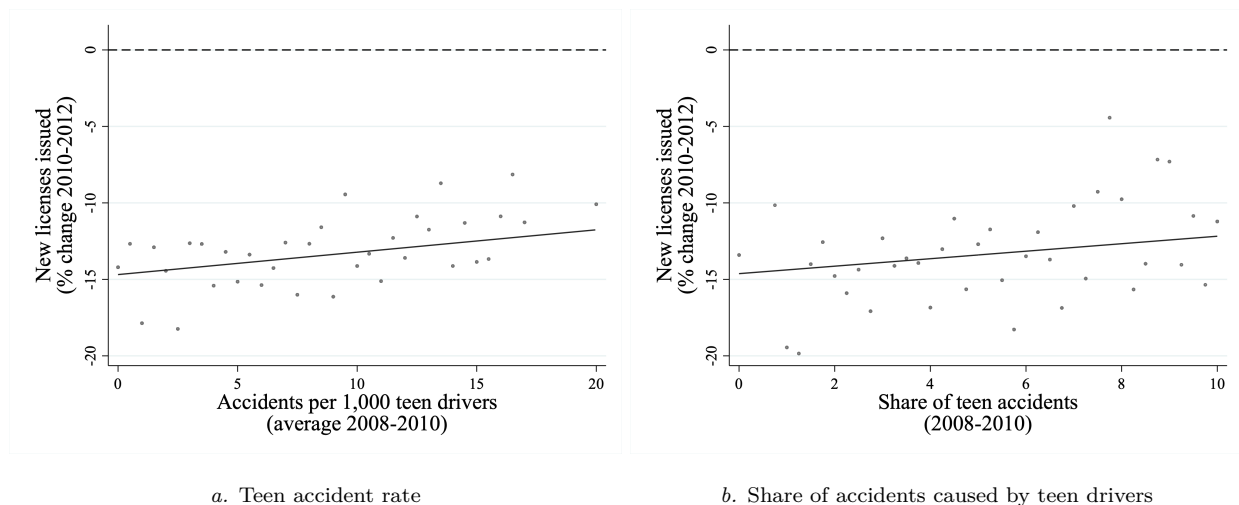 New licenses issued
(% change 2010-2012)
0
-5
-10
-15
-20
0 5 10 15 20
Accidents per 1,000 teen drivers
(average 2008-2010)
a. Teen accident rate
New licenses issued
(% change 2010-2012)
0
-5
-10
-15
-20
0 2 4 6 8 10
Share of teen accidents
(2008-2010)
b. Share of accidents caused by teen drivers